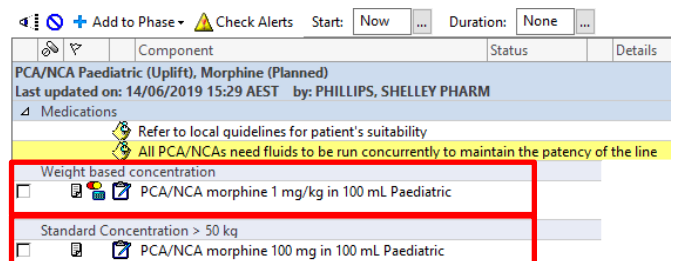 Add to Phase Check Alerts Start: Now ... Duration: None ...
Component Status Details
PCA/NCA Paediatric (Uplift), Morphine (Planned)
Last updated on: 14/06/2019 15:29 AEST by: PHILLIPS, SHELLEY PHARM
Medications
Refer to local guidelines for patient's suitability
All PCA/NCAs need fluids to be run concurrently to maintain the patency of the line
Weight based concentration
PCA/NCA morphine 1 mg/kg in 100 mL Paediatric
Standard Concentration > 50 kg
PCA/NCA morphine 100 mg in 100 mL Paediatric